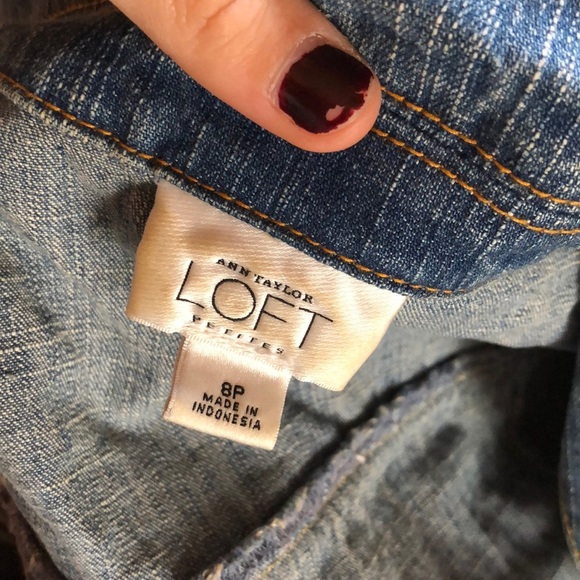 ANN TAYLOR
LOFT
PETITES
8P
MADE IN
INDONESIA